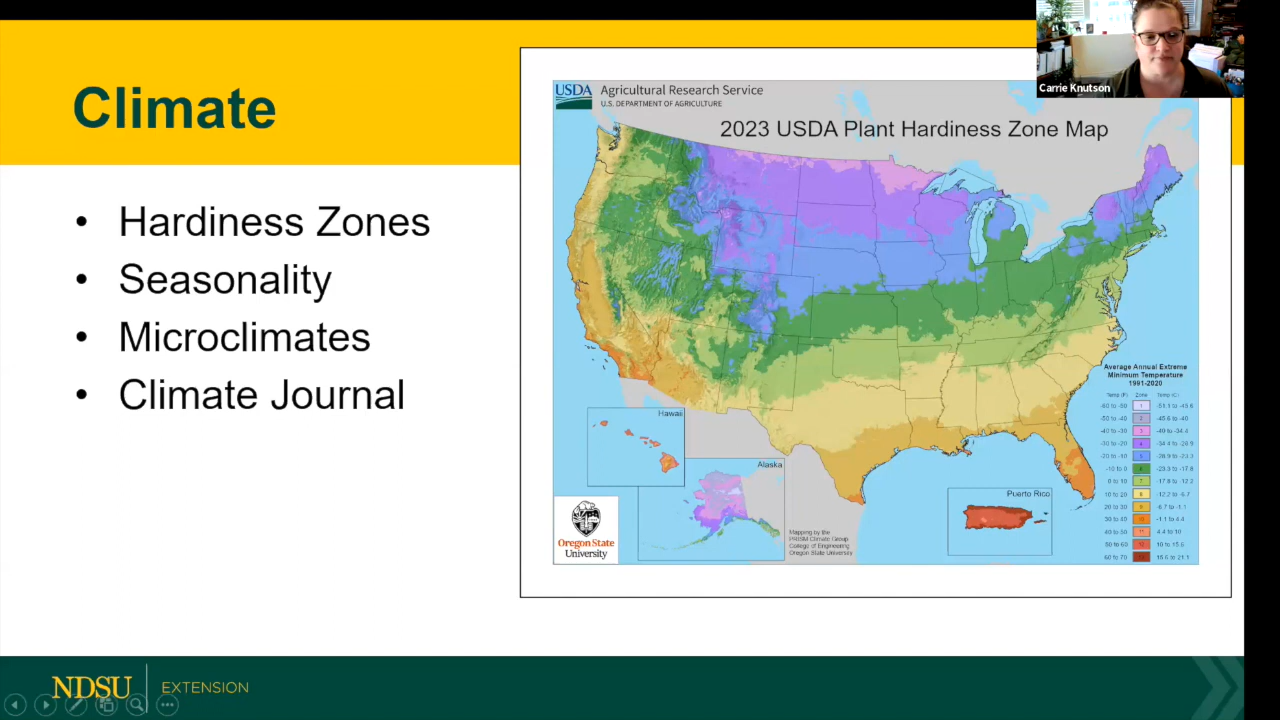 Climate
• Hardiness Zones
• Seasonality
• Microclimates
• Climate Journal
USDA
Agricultural Research Service
U.S. DEPARTMENT OF AGRICULTURE
2023 USDA Plant Hardiness Zone Map
Carrie Knutson
Hawaii
Alaska
Puerto Rico
Oregon State
University
Mapping by the
PRISM Climate Group
College of Engineering
Oregon State University
Average Annual Extreme
Minimum Temperature
1991-2020
Temp (F) Zone Temp (C)
-60 to -50 1 -51.1 to -45.6
-50 to -40 2 -45.6 to -40
-40 to -30 3 -40 to -34.4
-30 to -20 4 -34.4 to -28.9
-20 to -10 5 -28.9 to -23.3
-10 to 0 6 -23.3 to -17.8
0 to 10 7 -17.8 to -12.2
10 to 20 8 -12.2 to -6.7
20 to 30 9 -6.7 to -1.1
30 to 40 10 -1.1 to 4.4
40 to 50 11 4.4 to 10
50 to 60 12 10 to 15.6
60 to 70 13 15.6 to 21.1
NDSU EXTENSION